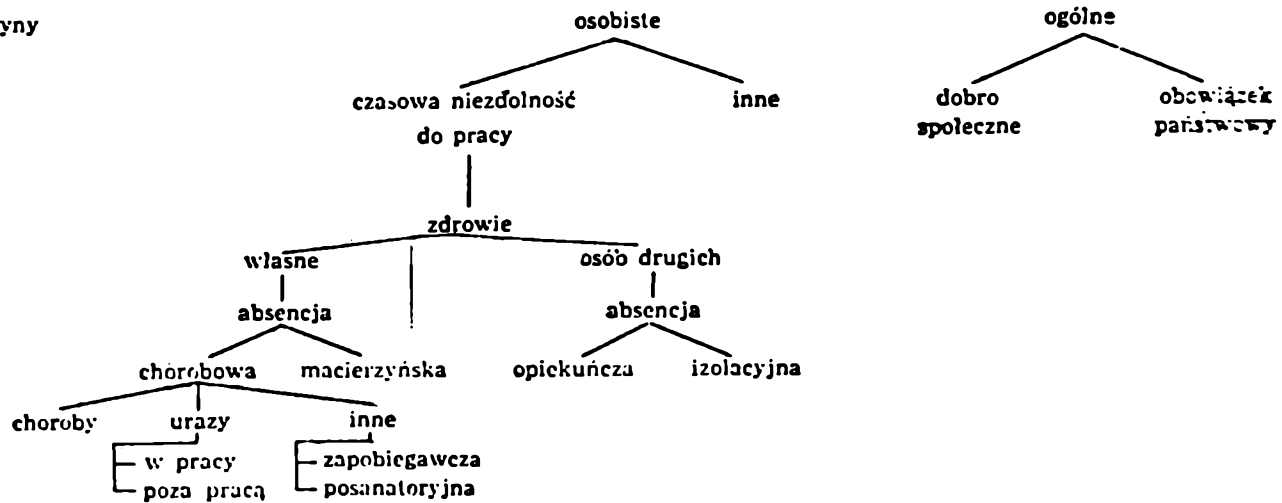 yny
osobiste ogólne
czasowa niezdolność inne dobro obowiązek
do pracy społeczne państwowy
zdrowie
własne osób drugich
absencja absencja
chorobowa macierzyńska opiekuńcza izolacyjna
choroby urazy inne
w pracy zapobiegawcza
poza pracą posanatoryjna